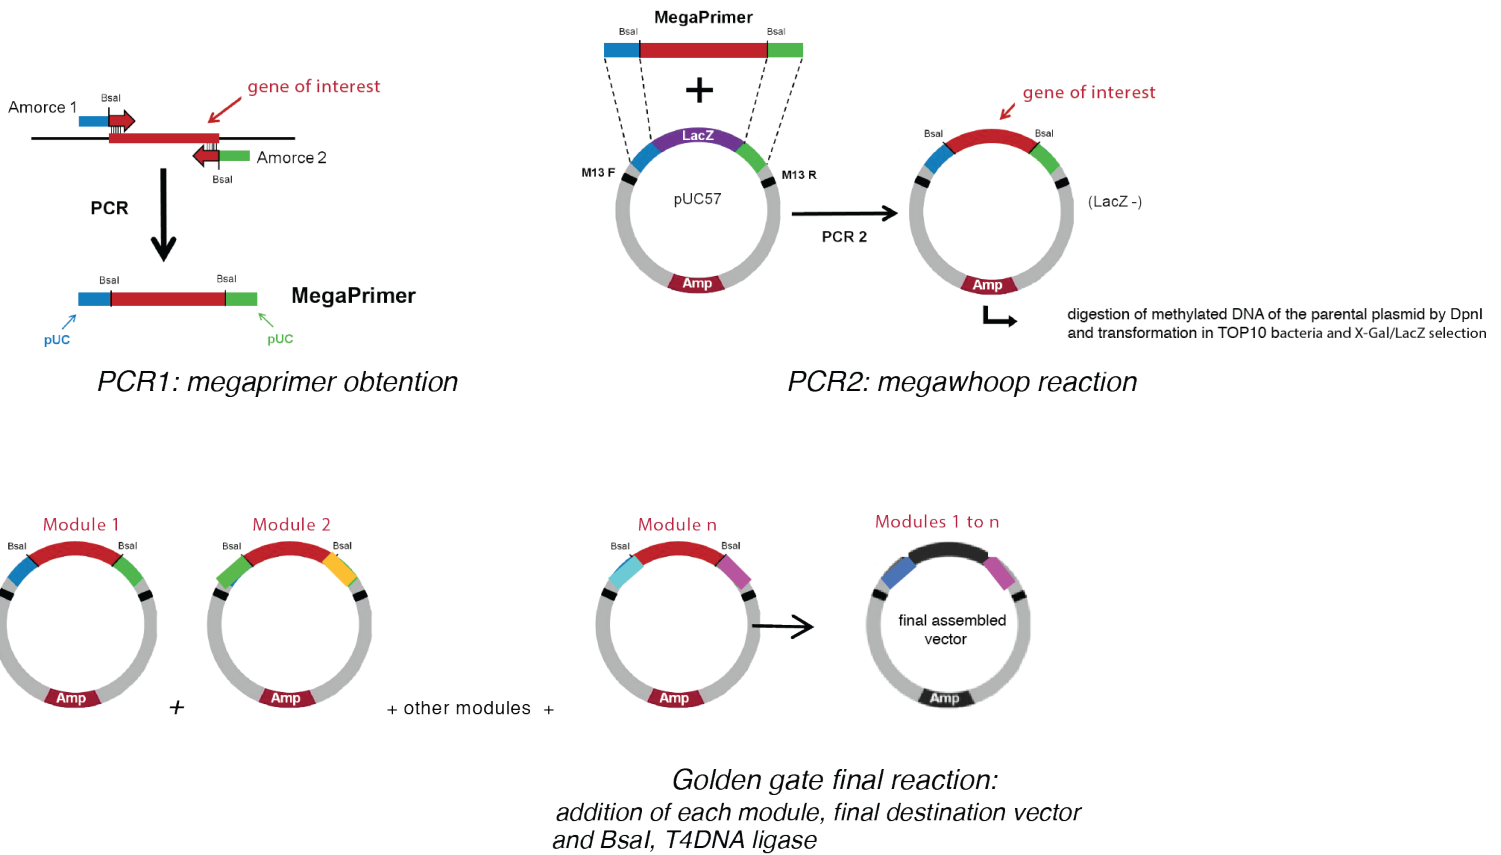 Amorce 1
BsaI
gene of interest
Amorce 2
BsaI
PCR
BsaI
BsaI
MegaPrimer
pUC
pUC
PCR1: megaprimer obtention
MegaPrimer
BsaI
BsaI
+
LacZ
M13 F
M13 R
pUC57
Amp
PCR 2
gene of interest
BsaI
BsaI
(LacZ -)
Amp
digestion of methylated DNA of the parental plasmid by DpnI
and transformation in TOP10 bacteria and X-Gal/LacZ selection
PCR2: megawhoop reaction
Module 1
BsaI
BsaI
Amp
+
Module 2
BsaI
BsaI
Amp
+ other modules +
Module n
BsaI
BsaI
Amp
Modules 1 to n
final assembled
vector
Amp
Golden gate final reaction:
addition of each module, final destination vector
and BsaI, T4DNA ligase